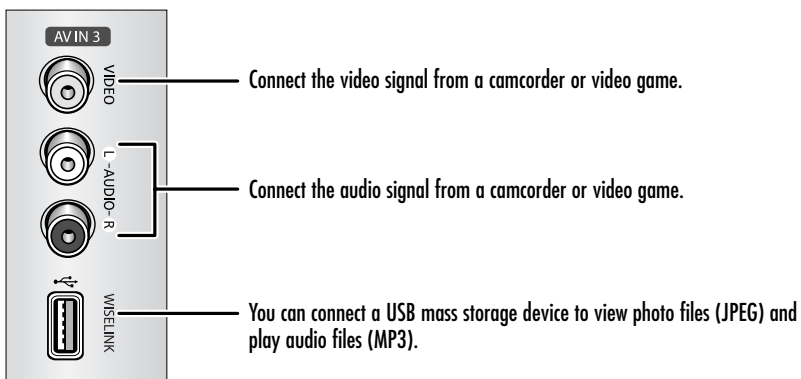 AV IN 3
VIDEO
Connect the video signal from a camcorder or video game.
L -AUDIO- R
Connect the audio signal from a camcorder or video game.
WISELINK
You can connect a USB mass storage device to view photo files (JPEG) and
play audio files (MP3).